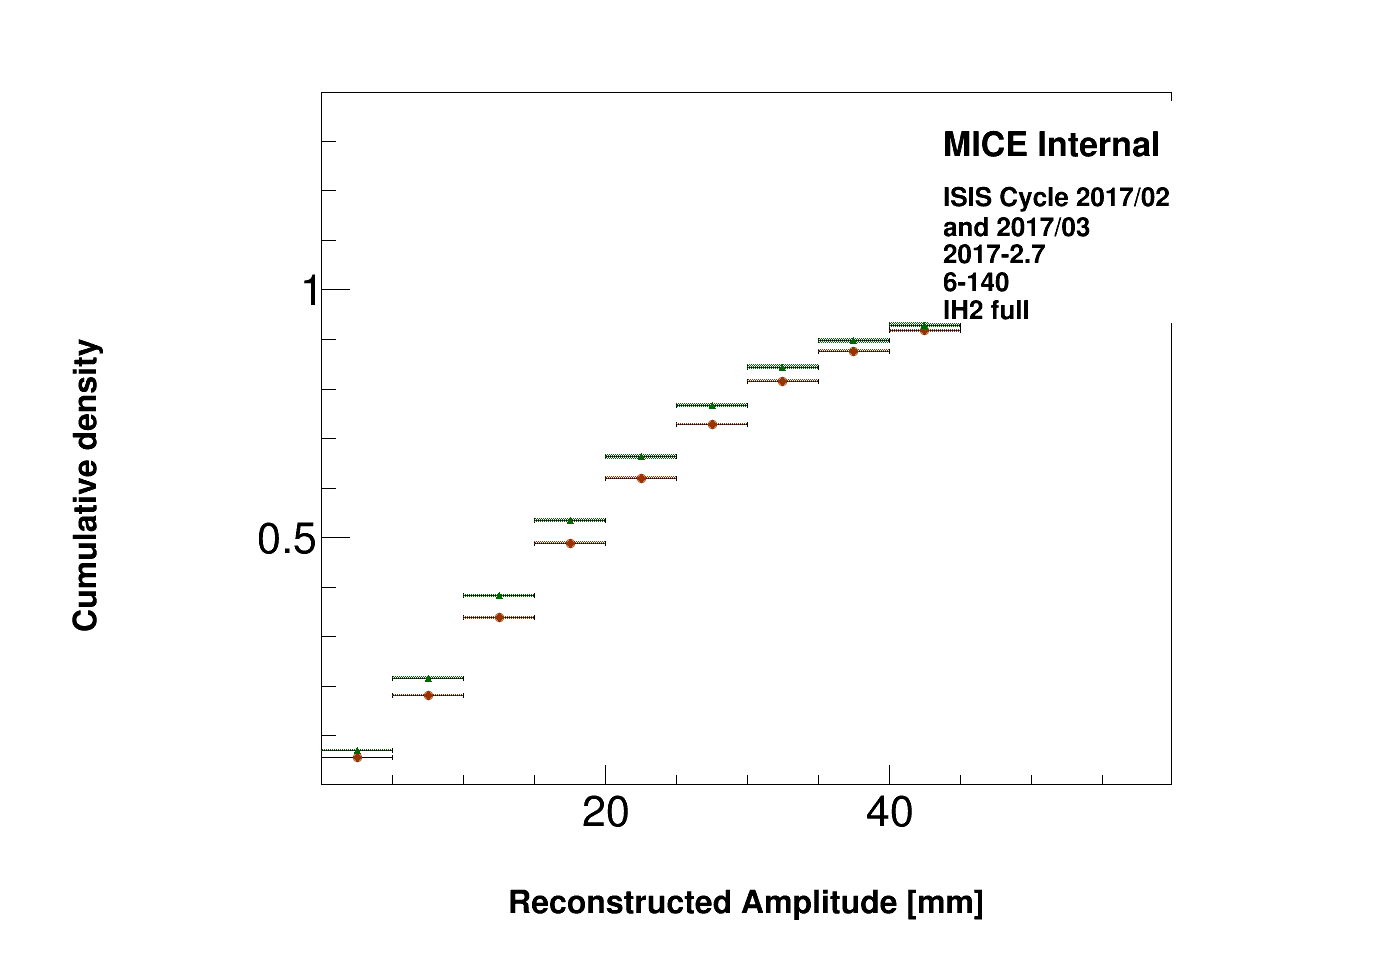 MICE Internal
ISIS Cycle 2017/02
and 2017/03
2017-2.7
6-140
IH2 full
1
0.5
Cumulative density
20 40
Reconstructed Amplitude [mm]